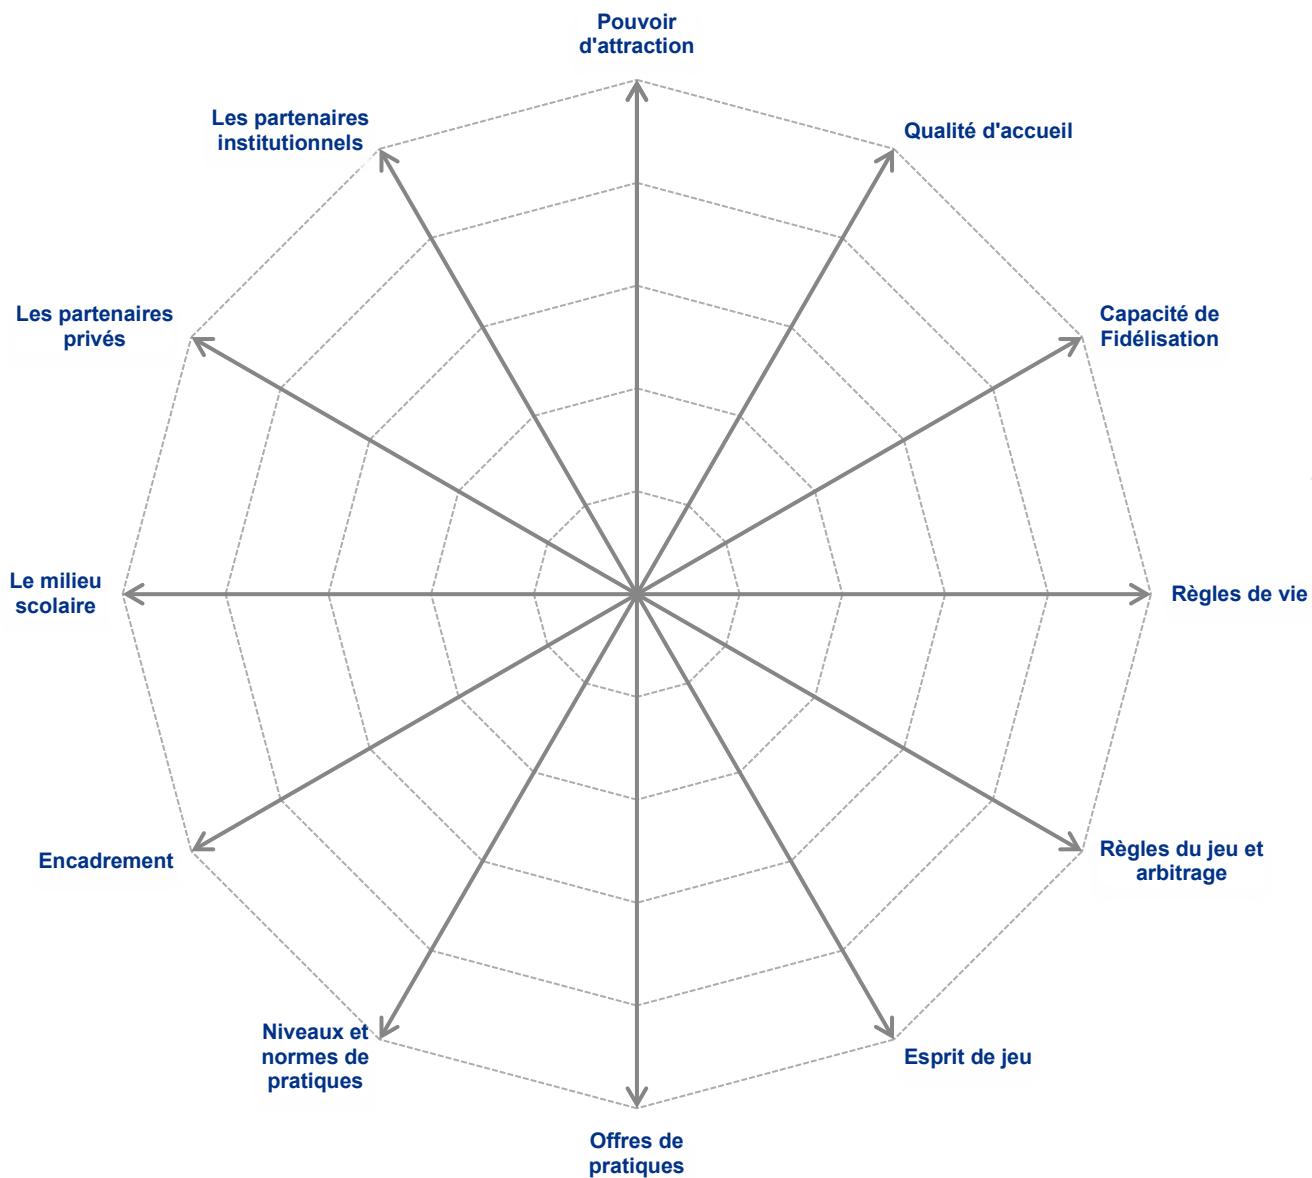 Pouvoir
d'attraction
Qualité d'accueil
Capacité de
Fidélisation
Règles de vie
Règles du jeu et
arbitrage
Esprit de jeu
Offres de
pratiques
Niveaux et
normes de
pratiques
Encadrement
Le milieu
scolaire
Les partenaires
privés
Les partenaires
institutionnels